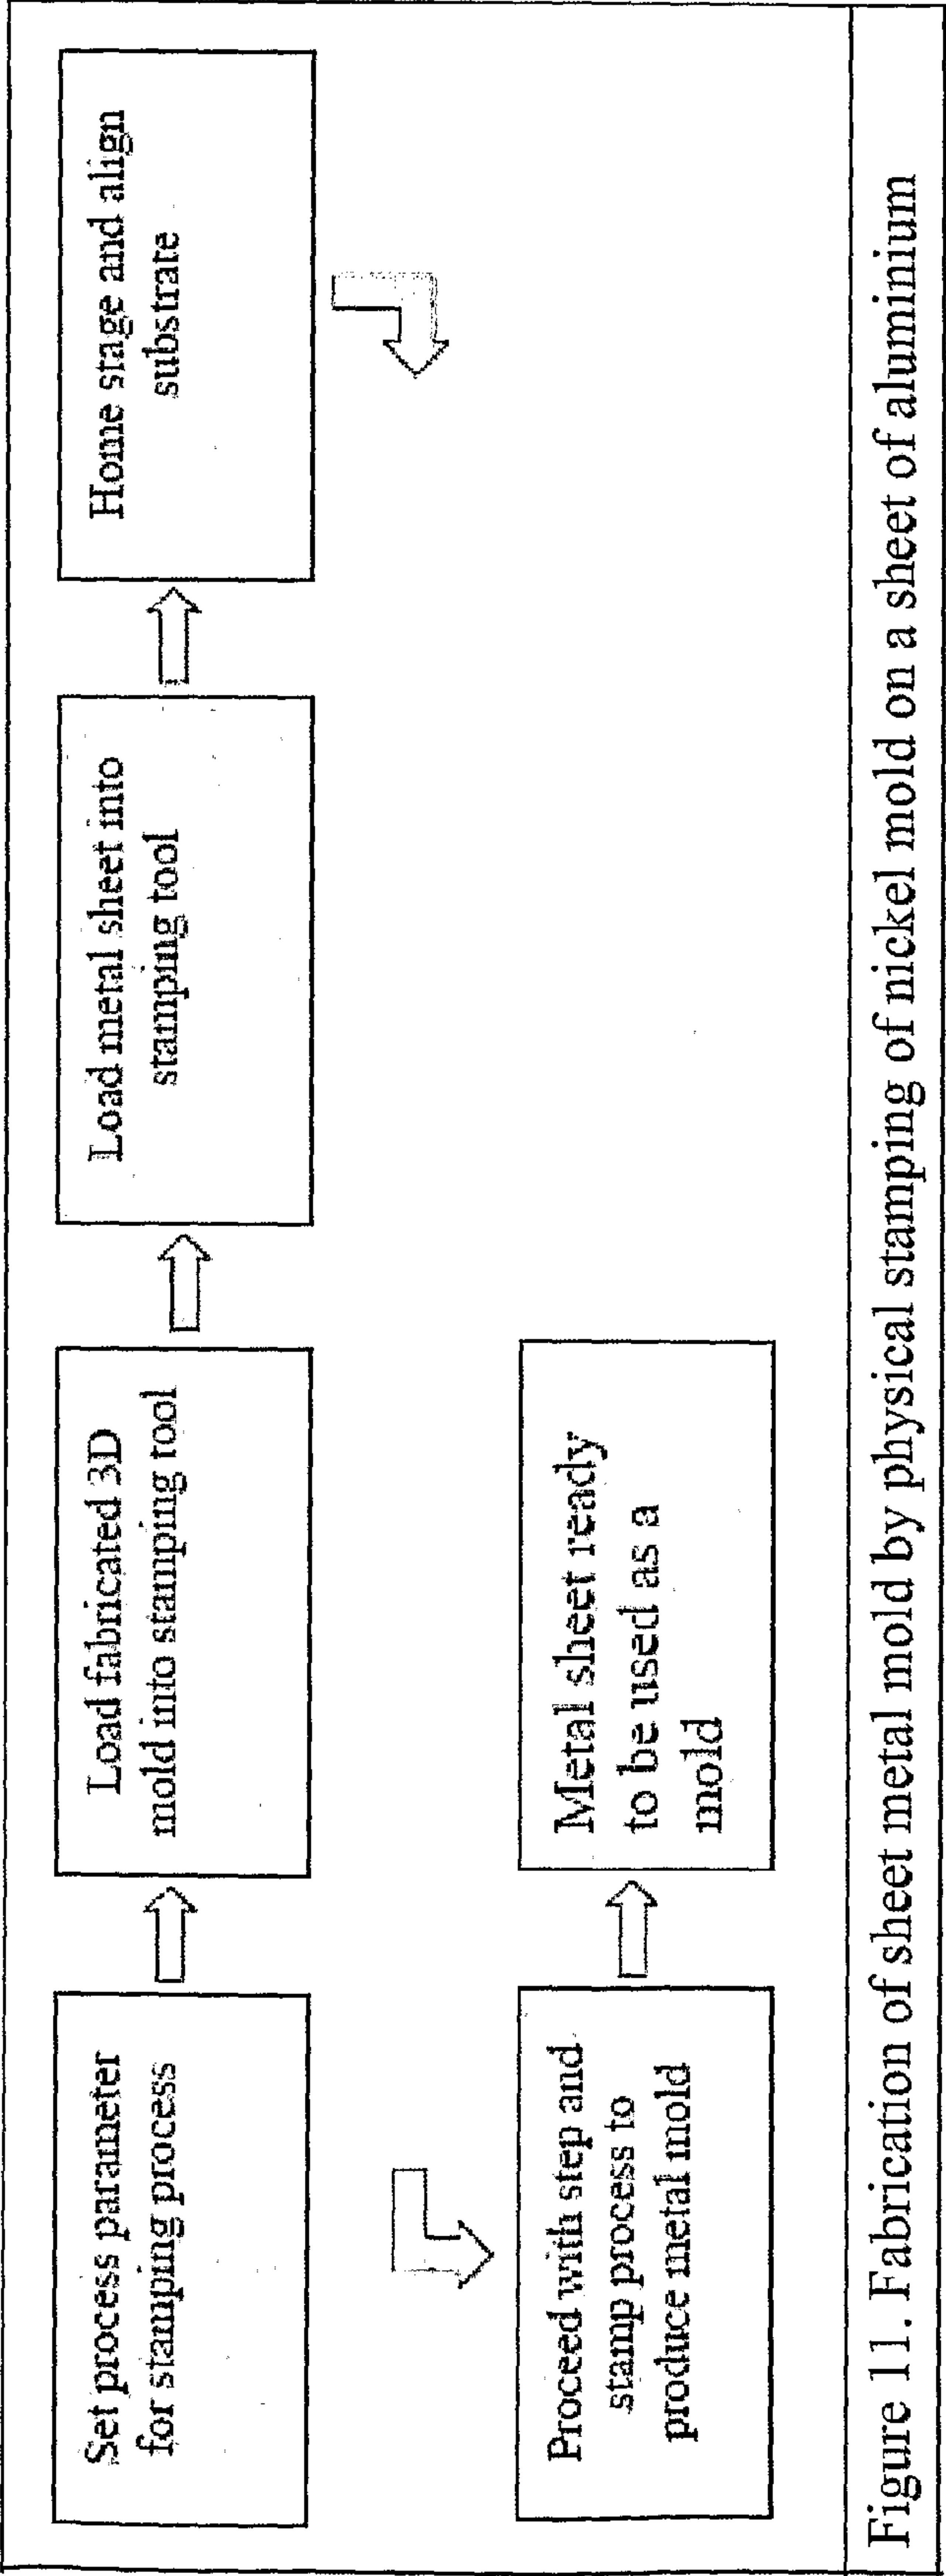 Set process parameter
for stamping process
Load fabricated 3D
mold into stamping tool
Load metal sheet into
stamping tool
Home stage and align
substrate
Proceed with step and
stamp process to
produce metal mold
Metal sheet ready
to be used as a
mold
Figure 11. Fabrication of sheet metal mold by physical stamping of nickel mold on a sheet of aluminium